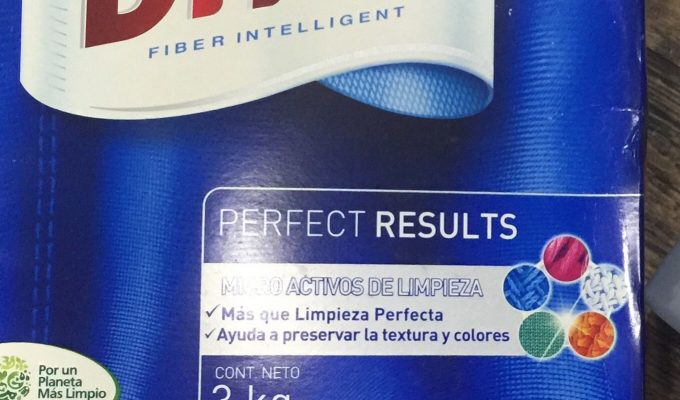 FIBER INTELLIGENT
PERFECT RESULTS
MICRO ACTIVOS DE LIMPIEZA
✓ Más que Limpieza Perfecta
✓ Ayuda a preservar la textura y colores
CONT. NETO
Por un
Planeta
Más Limpio